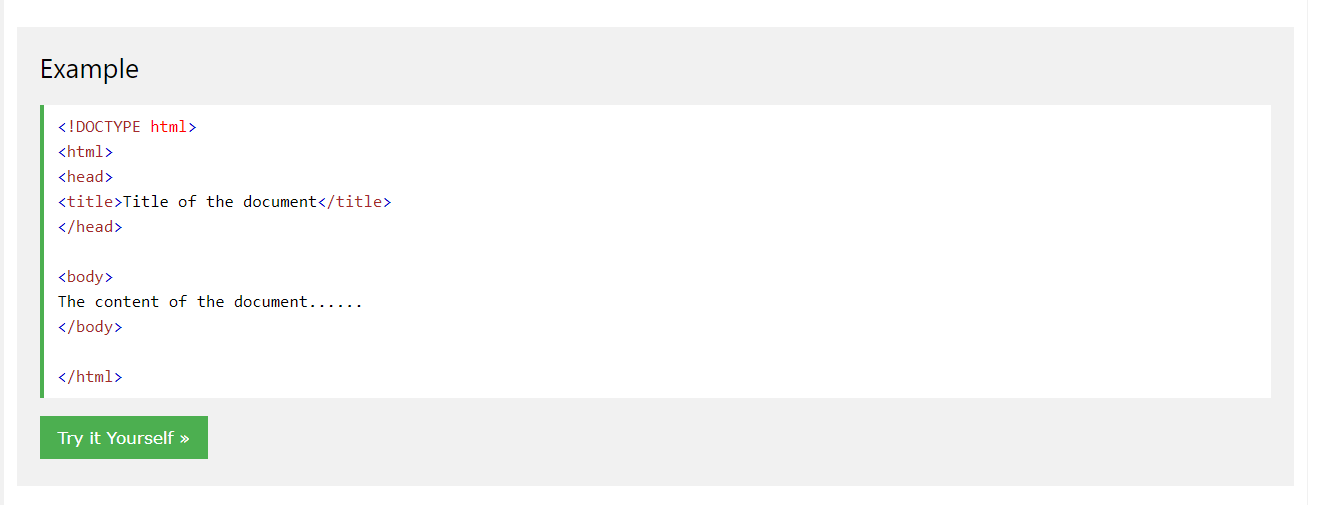 Example
<!DOCTYPE html>
<html>
<head>
<title>Title of the document</title>
</head>
<body>
The content of the document......
</body>
</html>
Try it Yourself »